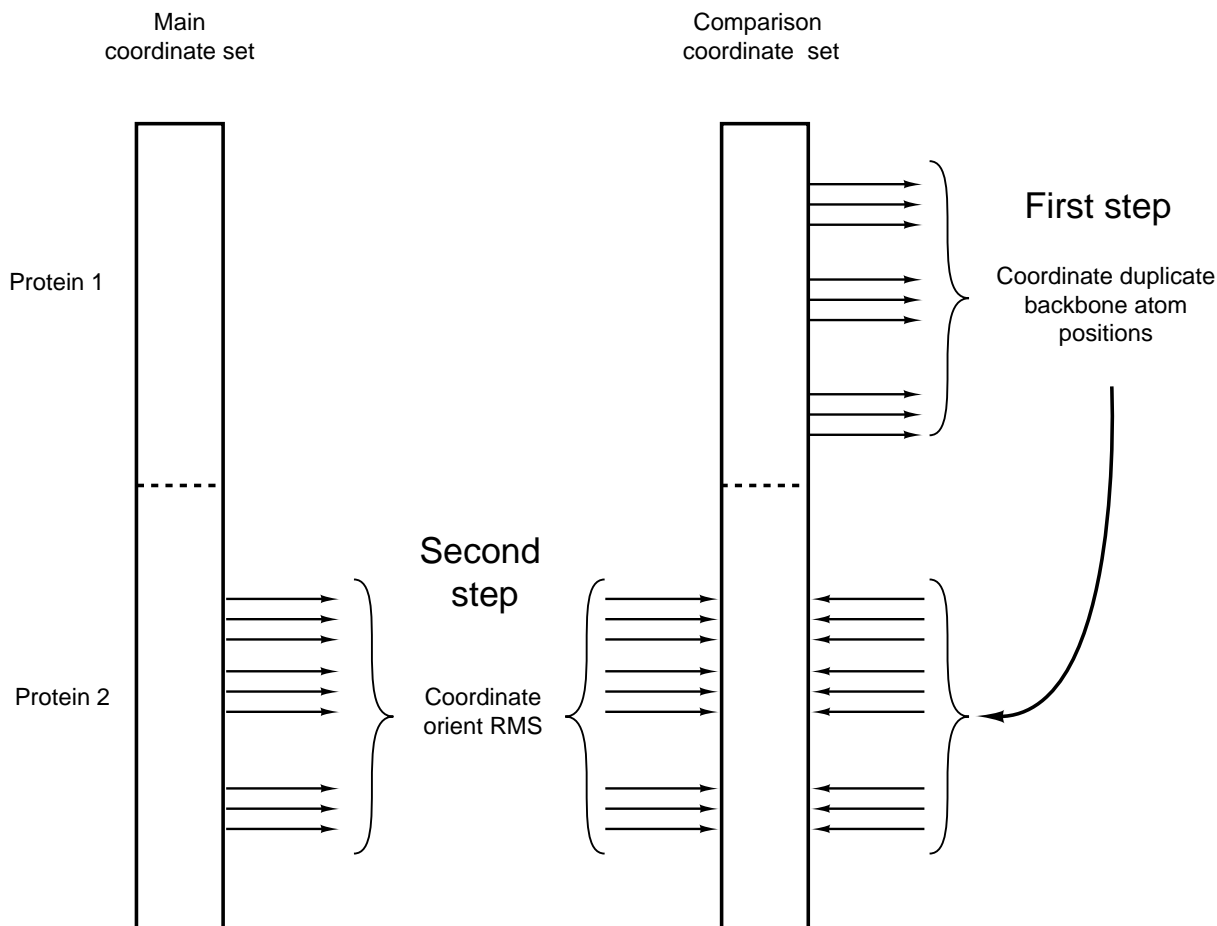 Main
coordinate set
Comparison
coordinate set
Protein 1
First step
Coordinate duplicate
backbone atom
positions
Second
step
Protein 2
Coordinate
orient RMS